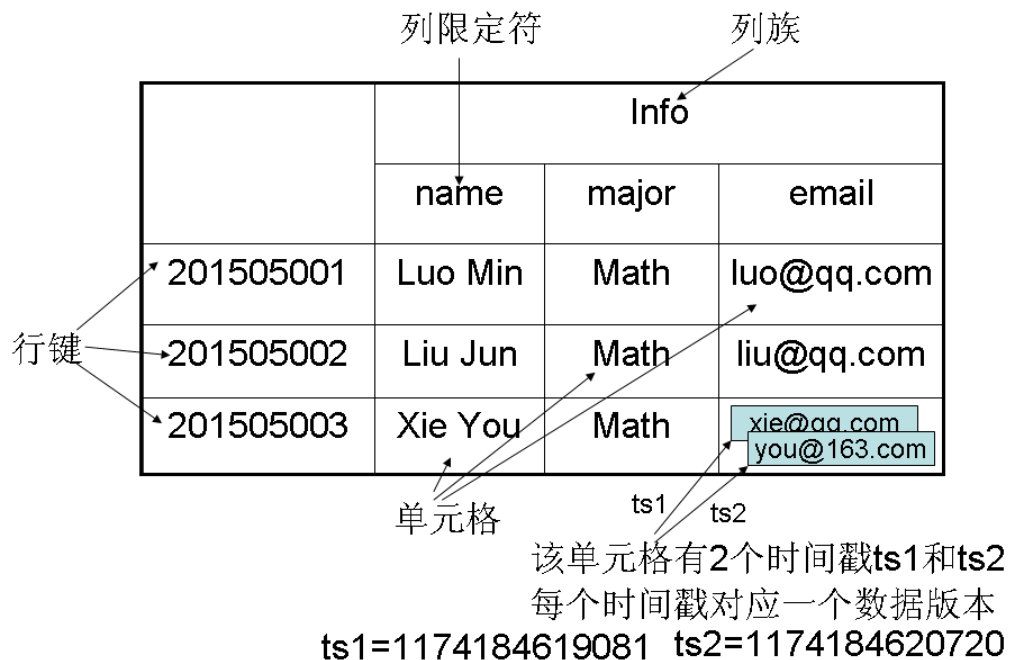 列限定符 列族
Info
name major email
201505001 Luo Min Math luo@qq.com
行键
201505002 Liu Jun Math liu@qq.com
201505003 Xie You Math xie@qq.com
you@163.com
单元格 ts1 ts2
该单元格有2个时间戳ts1和ts2
每个时间戳对应一个数据版本
ts1=1174184619081 ts2=1174184620720